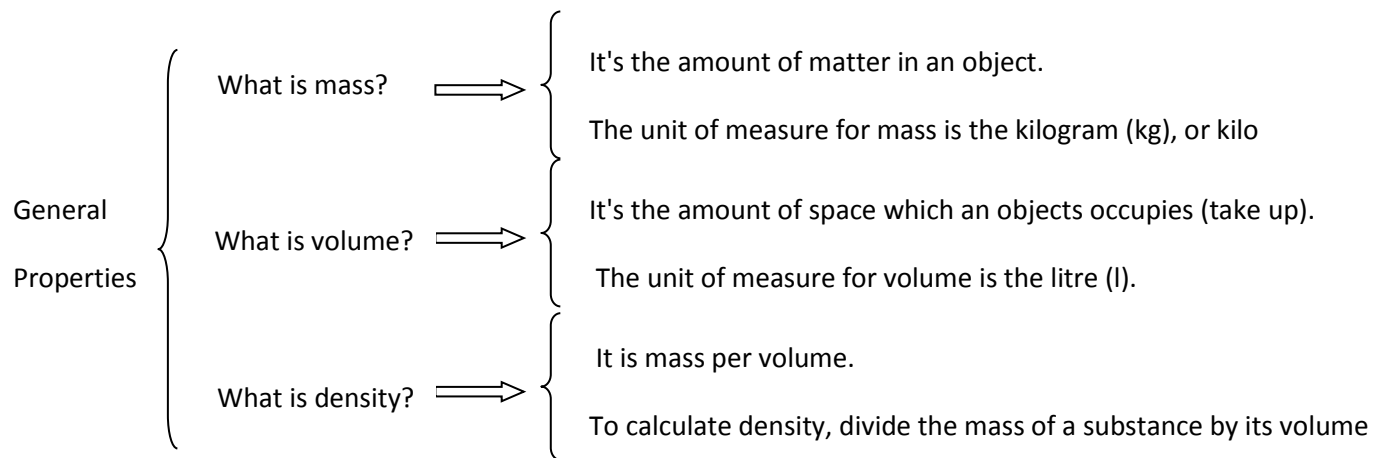 General
Properties
What is mass?
It's the amount of matter in an object.
The unit of measure for mass is the kilogram (kg), or kilo
What is volume?
It's the amount of space which an objects occupies (take up).
The unit of measure for volume is the litre (l).
What is density?
It is mass per volume.
To calculate density, divide the mass of a substance by its volume